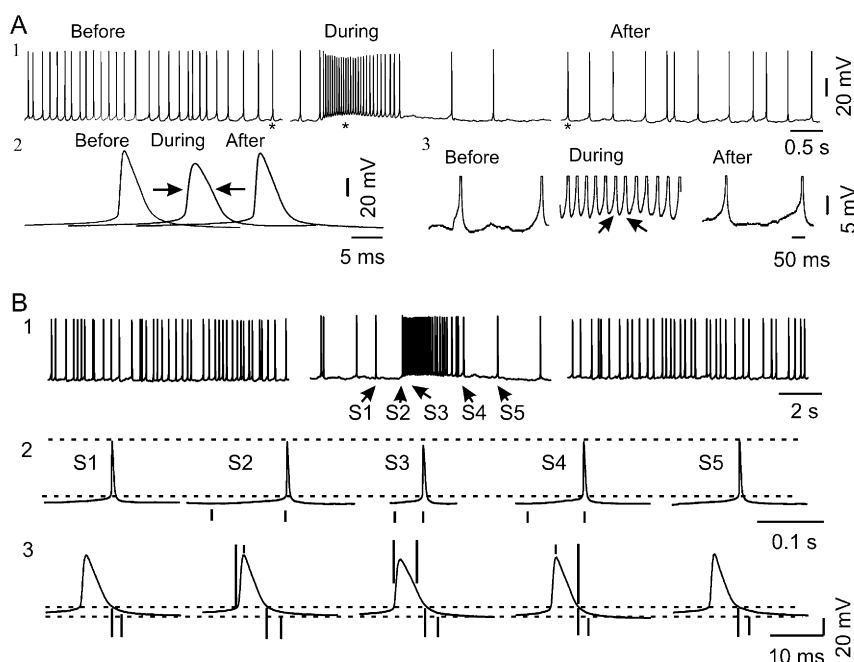 A
Before During After
1
20 mV
* * *
0.5 s
2
Before During After
20 mV
5 ms
3
Before During After
5 mV
50 ms
B
1
S1 S2 S3 S4 S5
2 s
2
S1 S2 S3 S4 S5
0.1 s
3
20 mV
10 ms